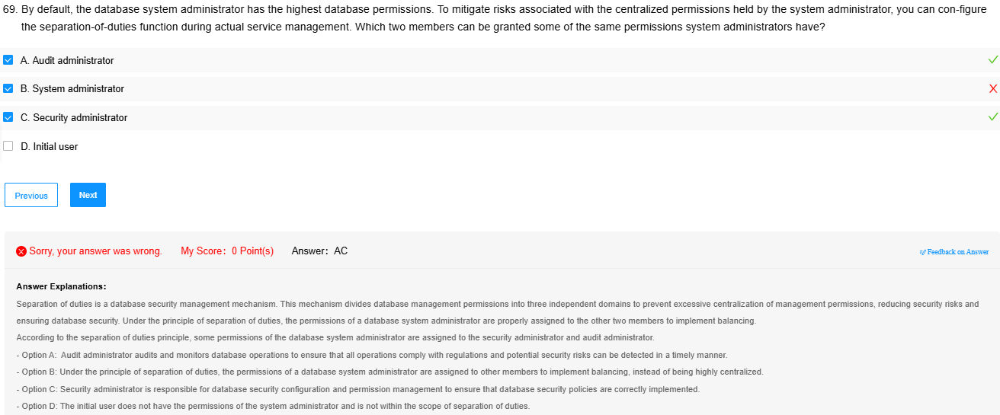 69. By default, the database system administrator has the highest database permissions. To mitigate risks associated with the centralized permissions held by the system administrator, you can con-figure
the separation-of-duties function during actual service management. Which two members can be granted some of the same permissions system administrators have?
A. Audit administrator
B. System administrator
C. Security administrator
D. Initial user
Previous Next
Sorry, your answer was wrong. My Score: 0 Point(s) Answer: AC
Feedback on Answer
Answer Explanations:
Separation of duties is a database security management mechanism. This mechanism divides database management permissions into three independent domains to prevent excessive centralization of management permissions, reducing security risks and
ensuring database security. Under the principle of separation of duties, the permissions of a database system administrator are properly assigned to the other two members to implement balancing.
According to the separation of duties principle, some permissions of the database system administrator are assigned to the security administrator and audit administrator.
- Option A: Audit administrator audits and monitors database operations to ensure that all operations comply with regulations and potential security risks can be detected in a timely manner.
- Option B: Under the principle of separation of duties, the permissions of a database system administrator are assigned to other members to implement balancing, instead of being highly centralized.
- Option C: Security administrator is responsible for database security configuration and permission management to ensure that database security policies are correctly implemented.
- Option D: The initial user does not have the permissions of the system administrator and is not within the scope of separation of duties.